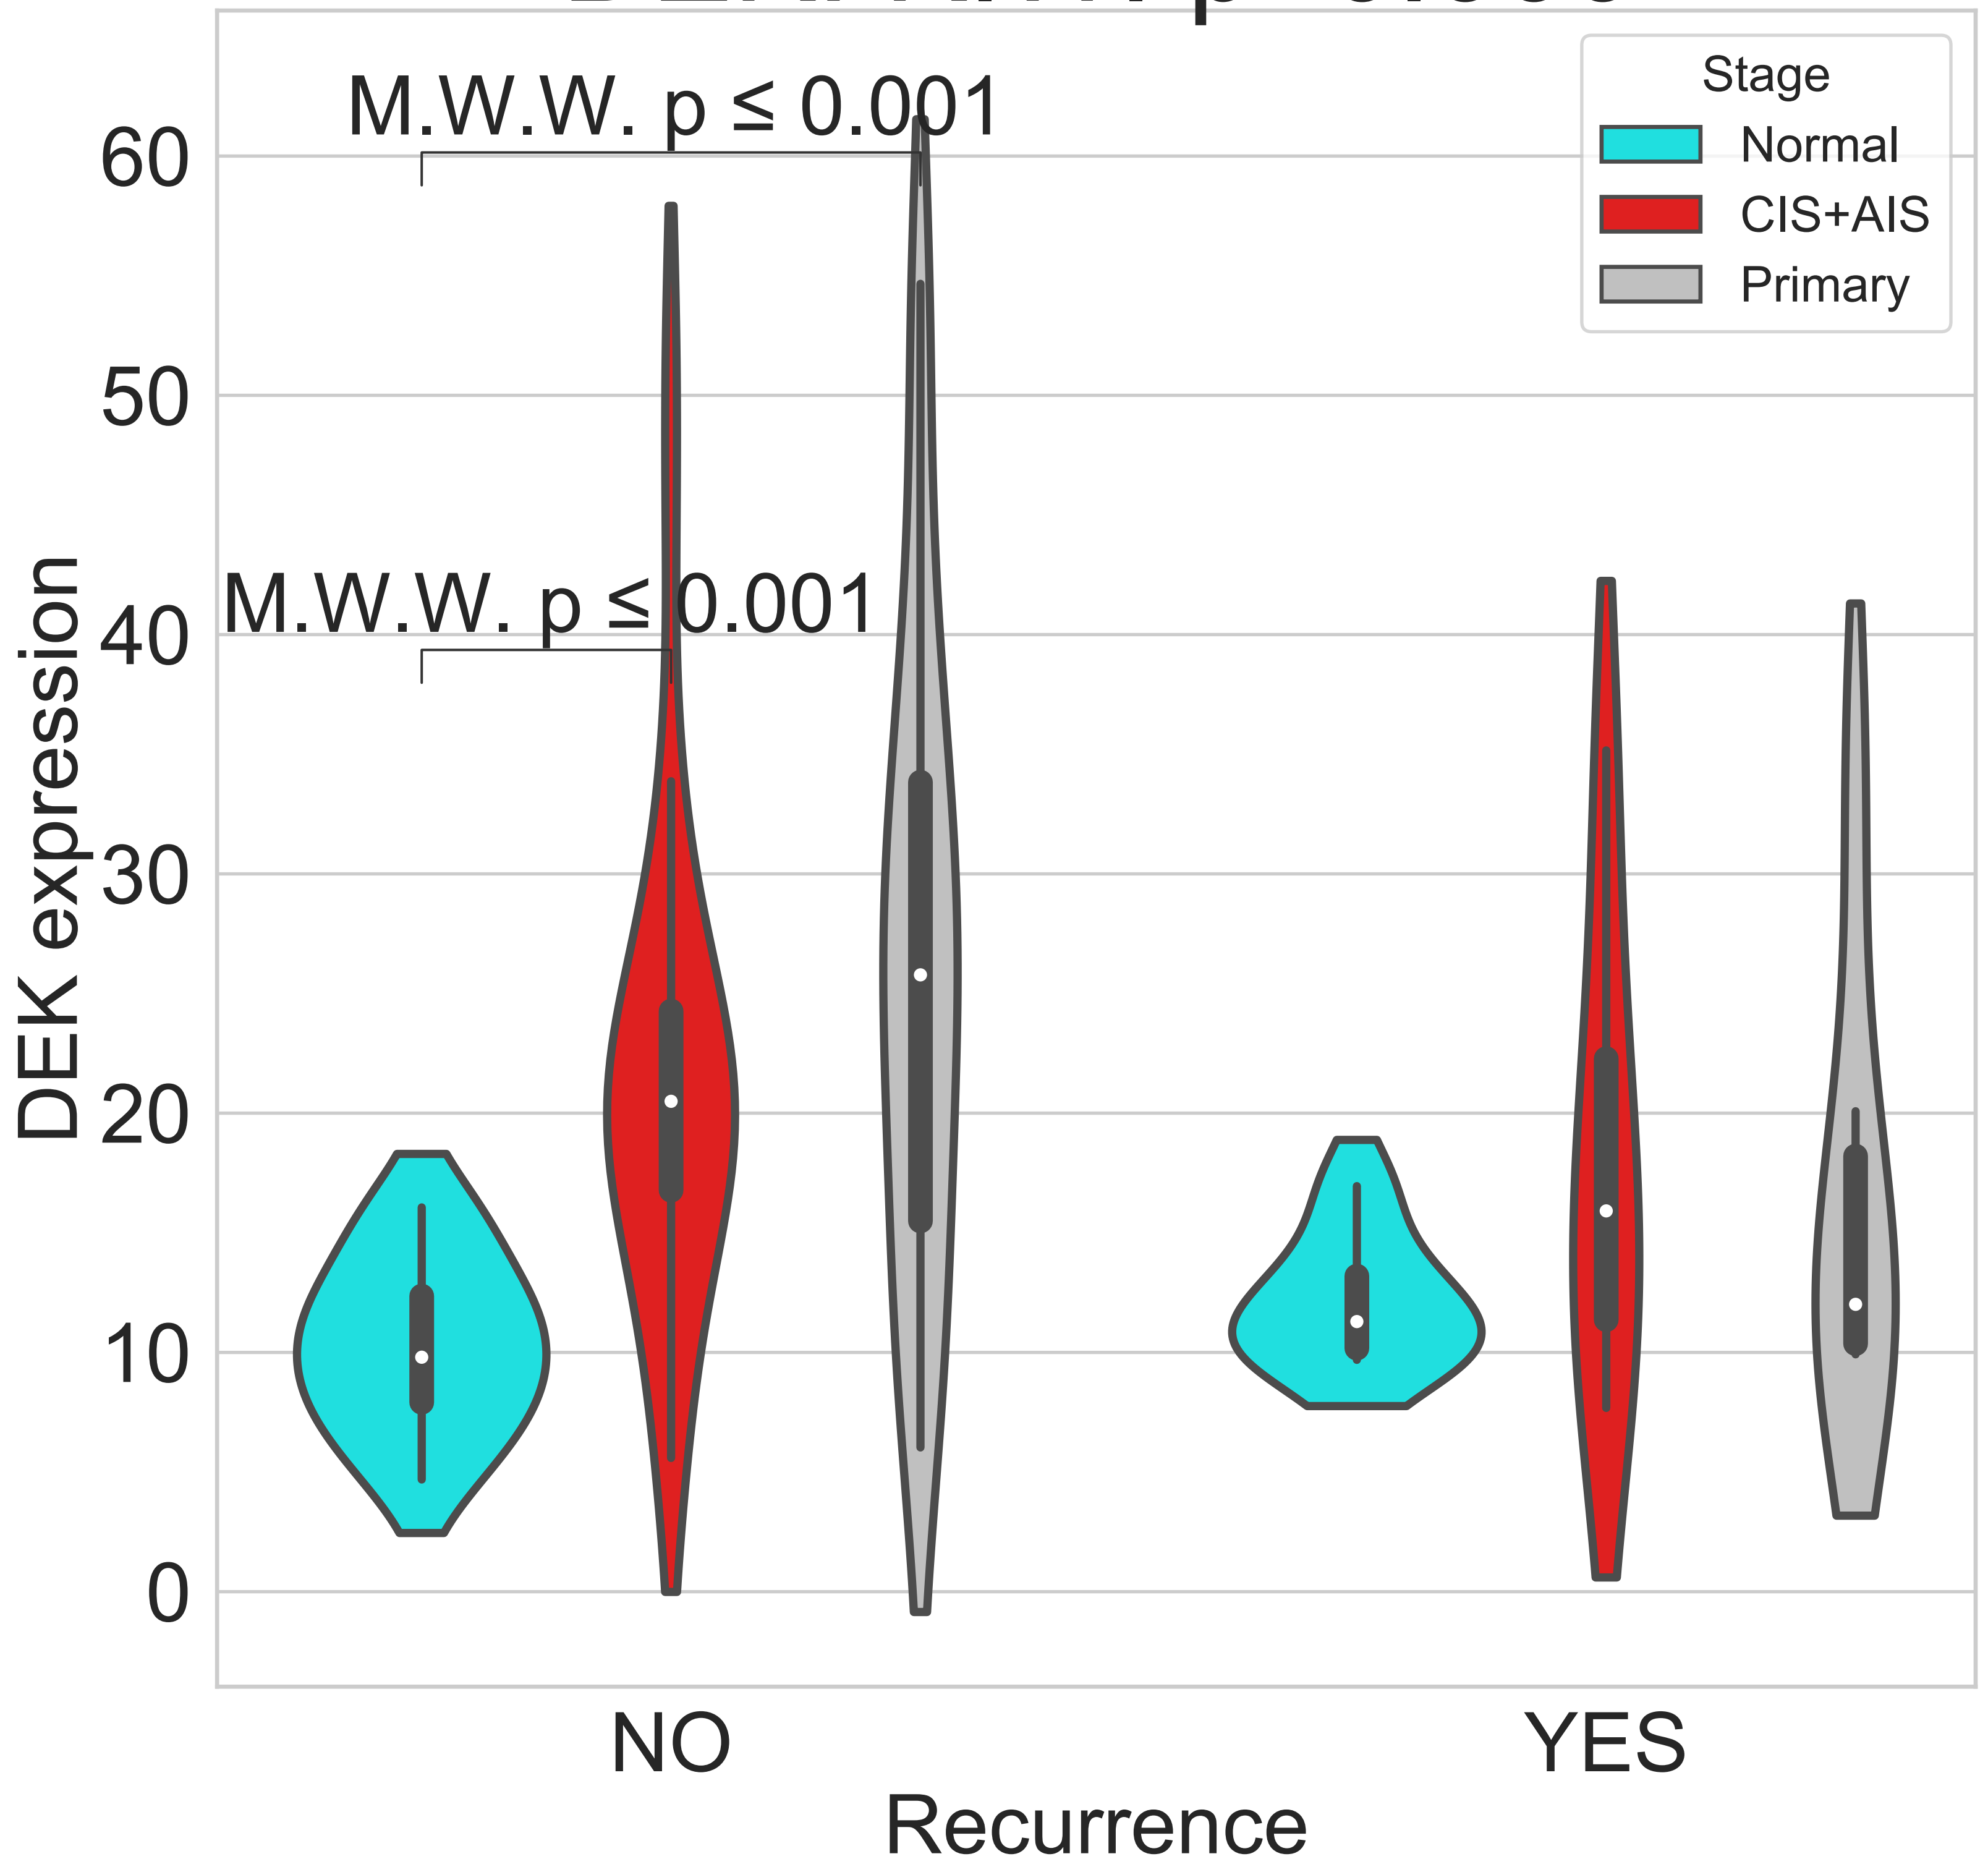 M.W.W. p ≤ 0.001
Stage
Normal
CIS+AIS
Primary
M.W.W. p ≤ 0.001
60
50
40
30
20
10
0
DEK expression
NO
YES
Recurrence